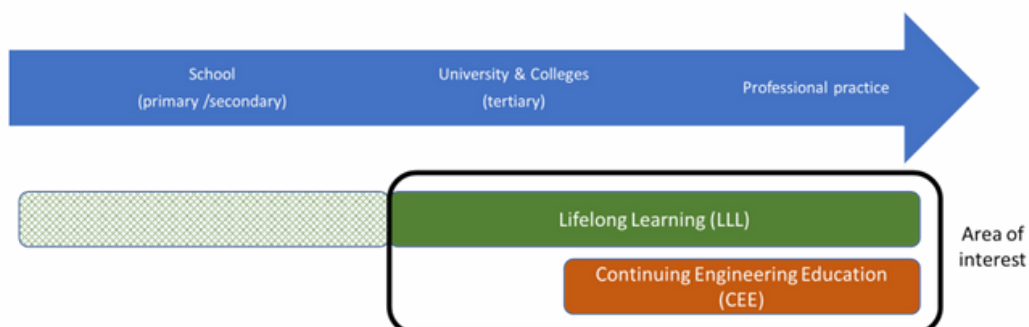 School
(primary /secondary)
University & Colleges
(tertiary)
Professional practice
Lifelong Learning (LLL)
Continuing Engineering Education
(CEE)
Area of
interest